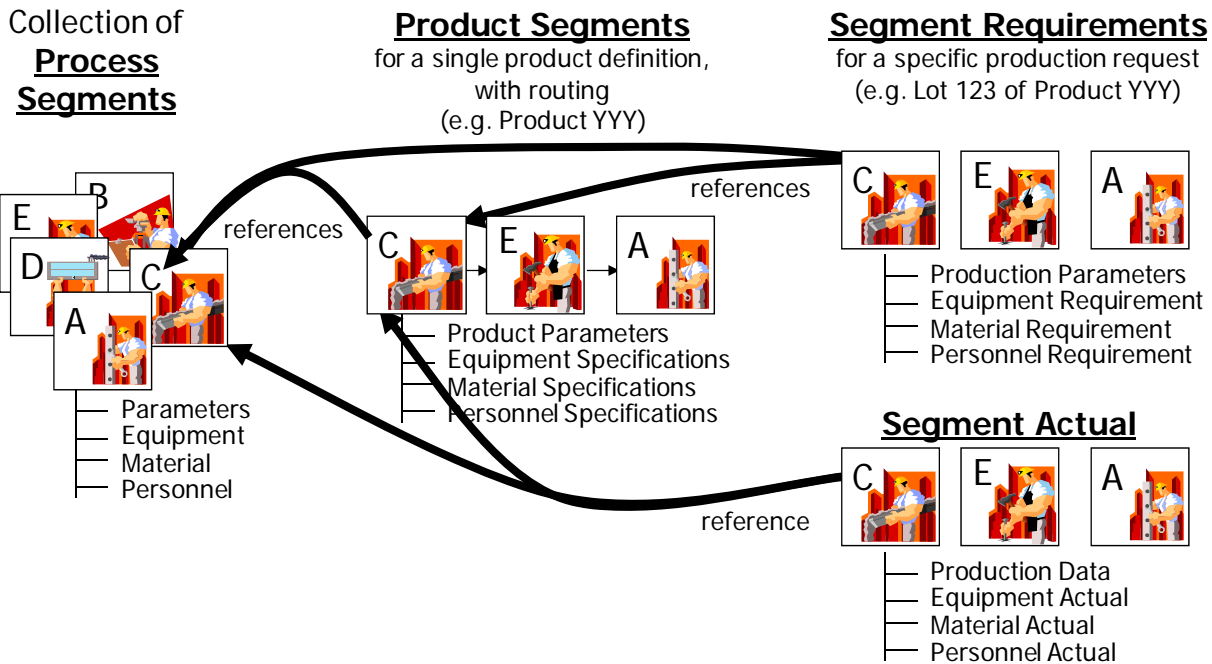 Collection of
Process
Segments
B
E
D
C
A
Parameters
Equipment
Material
Personnel
references
Product Segments
for a single product definition,
with routing
(e.g. Product YYY)
C
E
A
Product Parameters
Equipment Specifications
Material Specifications
Personnel Specifications
references
Segment Requirements
for a specific production request
(e.g. Lot 123 of Product YYY)
C
E
A
Production Parameters
Equipment Requirement
Material Requirement
Personnel Requirement
Segment Actual
C
E
A
reference
Production Data
Equipment Actual
Material Actual
Personnel Actual